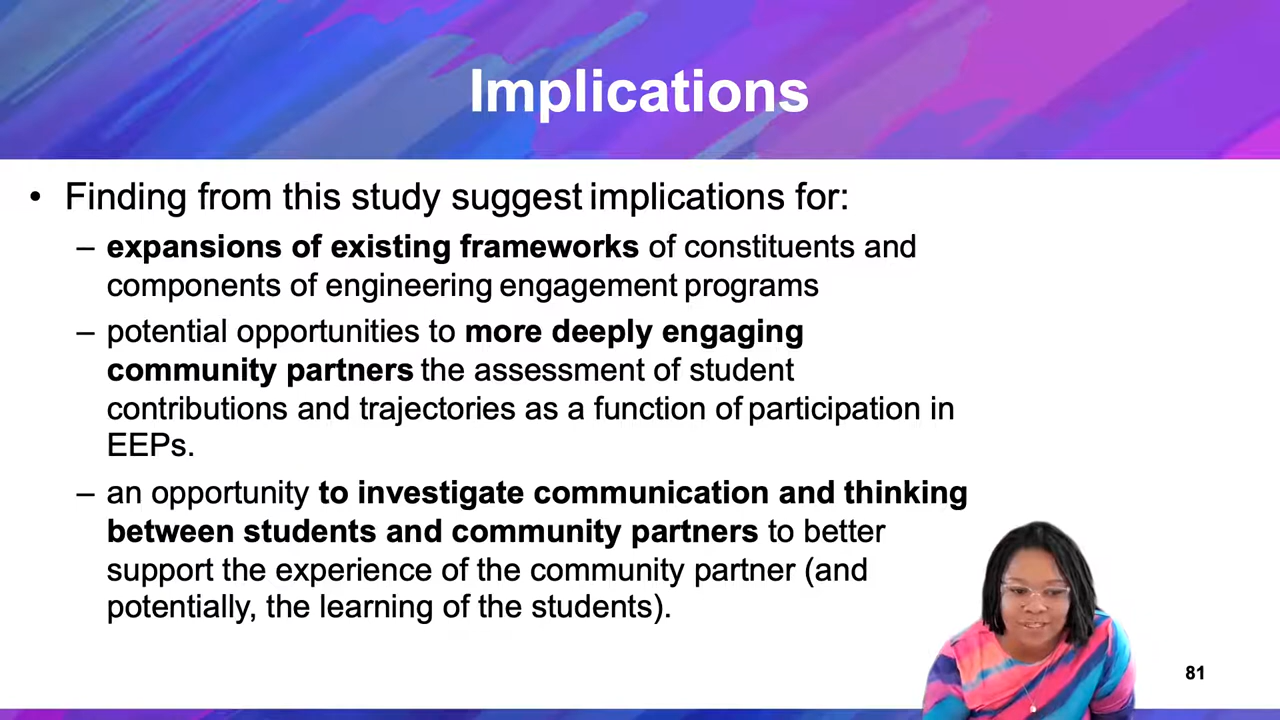 Implications
• Finding from this study suggest implications for:
– expansions of existing frameworks of constituents and
components of engineering engagement programs
– potential opportunities to more deeply engaging
community partners the assessment of student
contributions and trajectories as a function of participation in
EEPs.
– an opportunity to investigate communication and thinking
between students and community partners to better
support the experience of the community partner (and
potentially, the learning of the students).
81